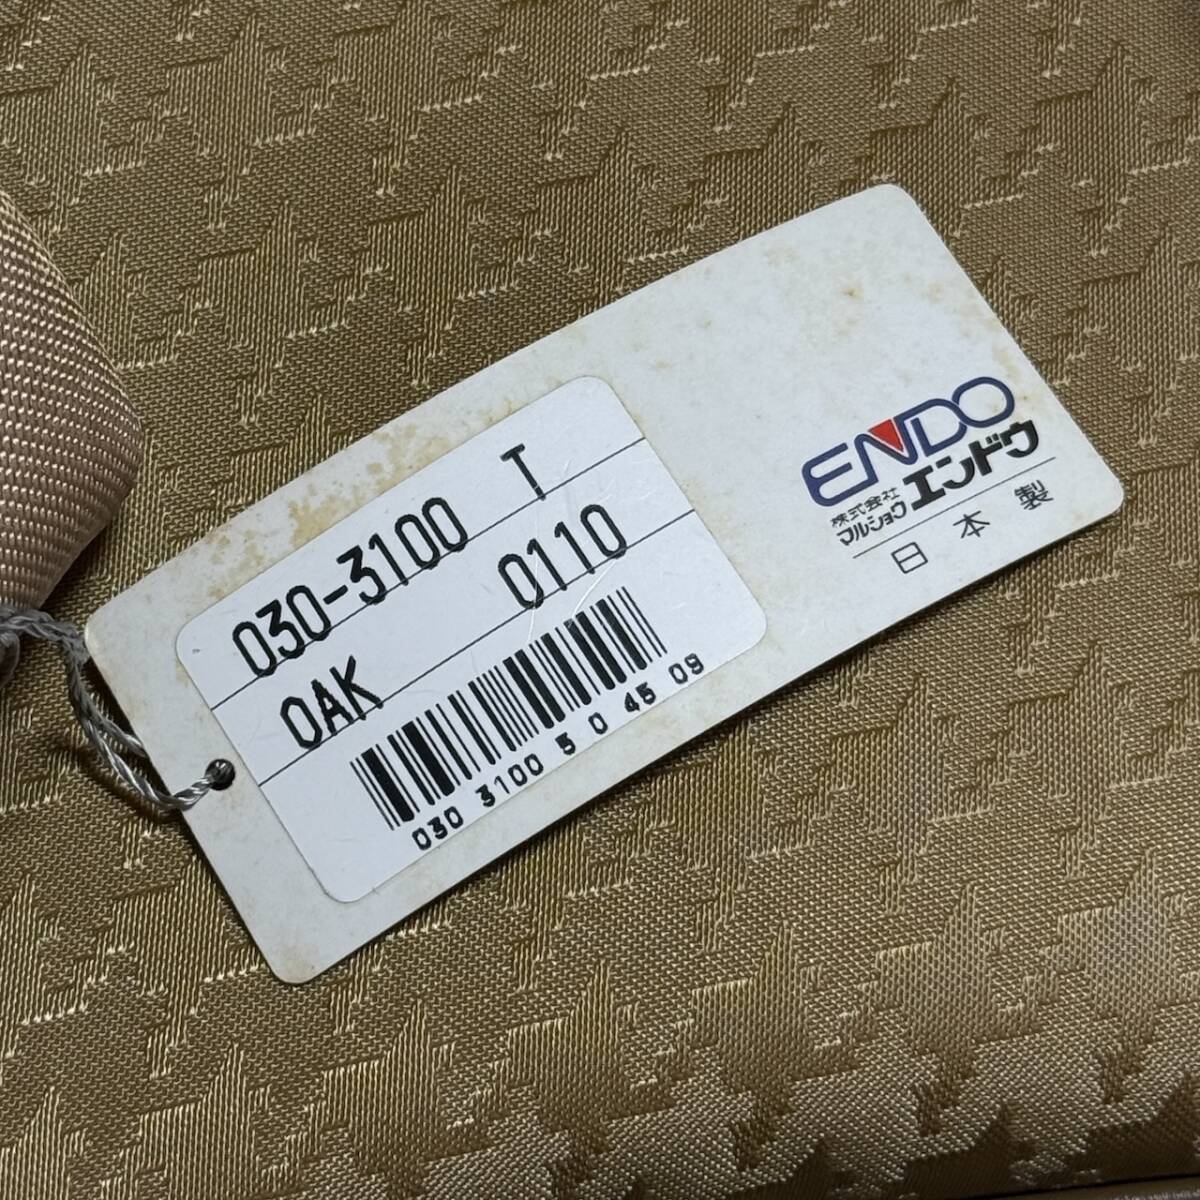 030-3100 T
OAK 0110
030 3100 5 0 45 09
ENDO
株式会社
マルショウ エンドウ
日本製